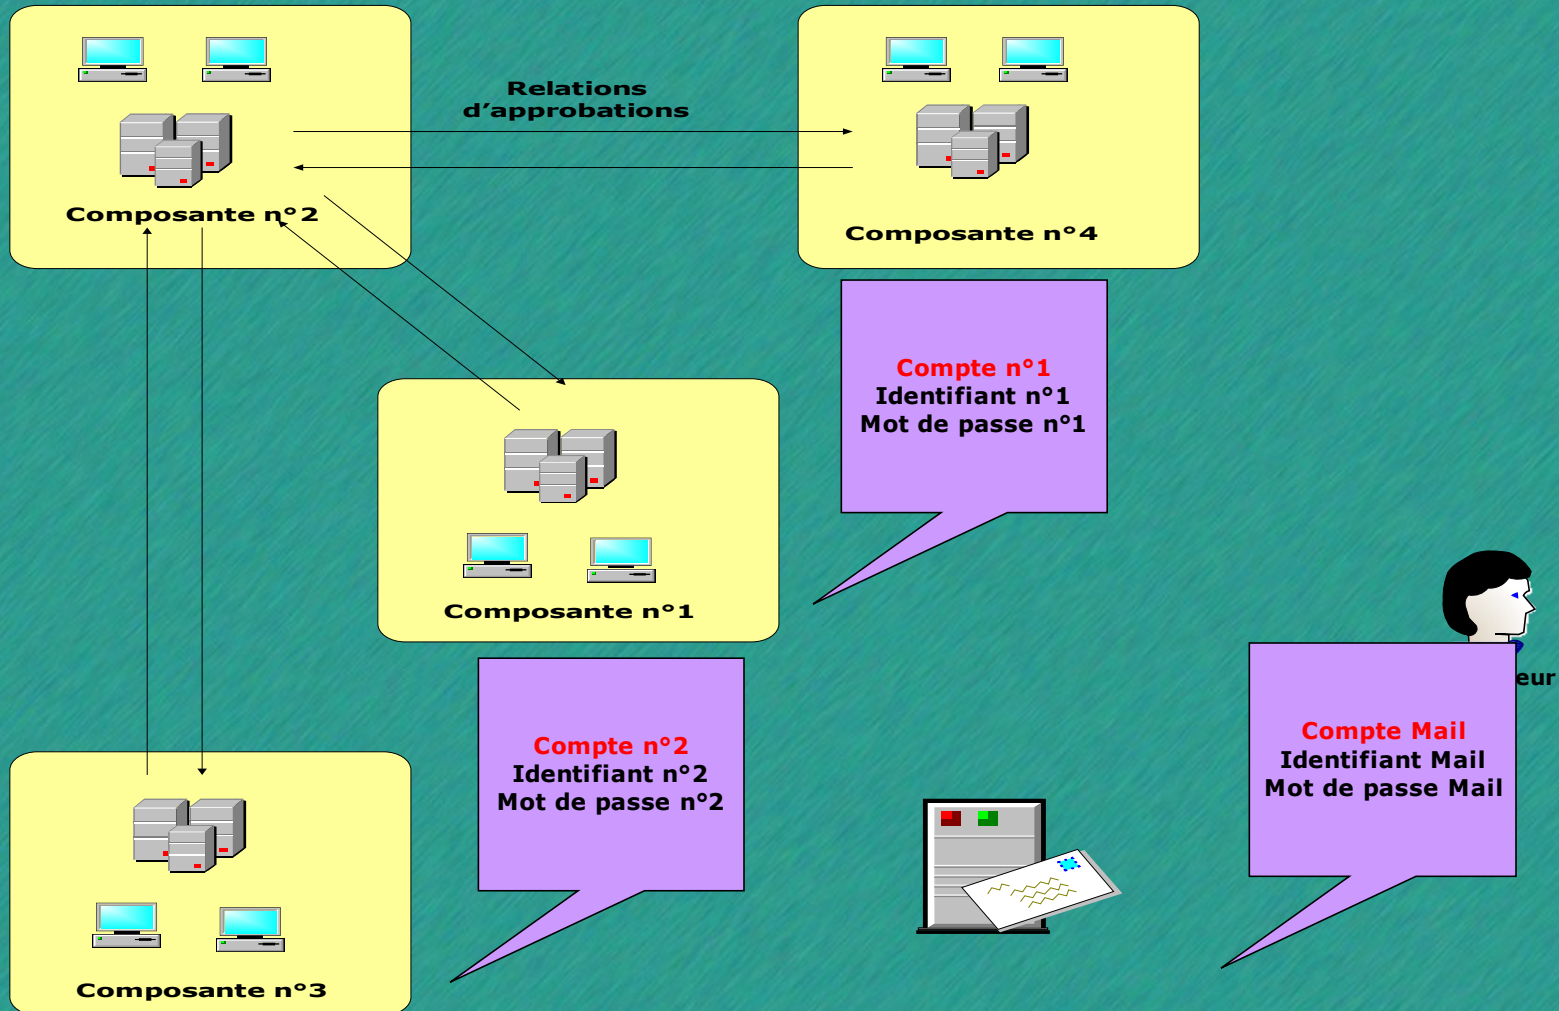 Relations
d’approbations
Composante n°2
Composante n°4
Compte n°1
Identifiant n°1
Mot de passe n°1
Composante n°1
eur
Compte n°2
Identifiant n°2
Mot de passe n°2
Compte Mail
Identifiant Mail
Mot de passe Mail
Composante n°3